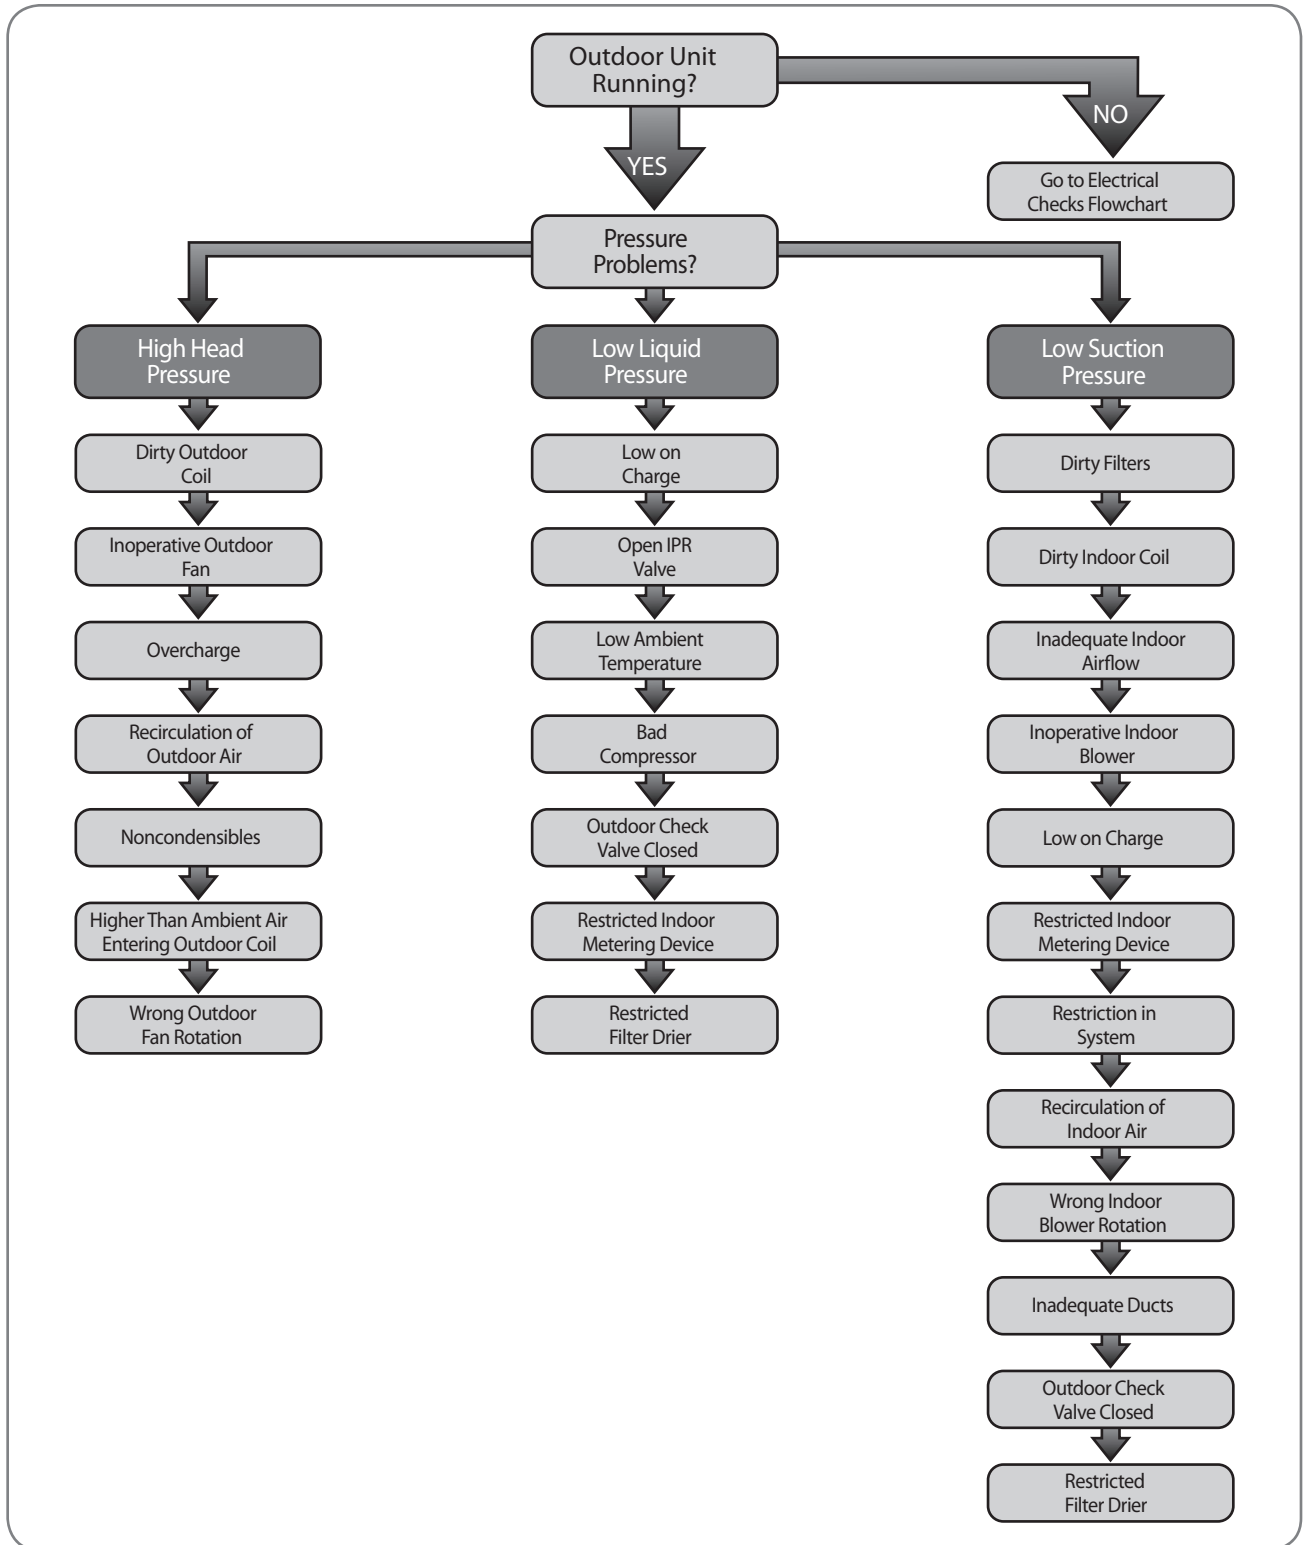 Outdoor Unit
Running?
NO
YES
Go to Electrical
Checks Flowchart
Pressure
Problems?
High Head
Pressure
Dirty Outdoor
Coil
Inoperative Outdoor
Fan
Overcharge
Recirculation of
Outdoor Air
Noncondensibles
Higher Than Ambient Air
Entering Outdoor Coil
Wrong Outdoor
Fan Rotation
Low Liquid
Pressure
Low on
Charge
Open IPR
Valve
Low Ambient
Temperature
Bad
Compressor
Outdoor Check
Valve Closed
Restricted Indoor
Metering Device
Restricted
Filter Drier
Low Suction
Pressure
Dirty Filters
Dirty Indoor Coil
Inadequate Indoor
Airflow
Inoperative Indoor
Blower
Low on Charge
Restricted Indoor
Metering Device
Restriction in
System
Recirculation of
Indoor Air
Wrong Indoor
Blower Rotation
Inadequate Ducts
Outdoor Check
Valve Closed
Restricted
Filter Drier